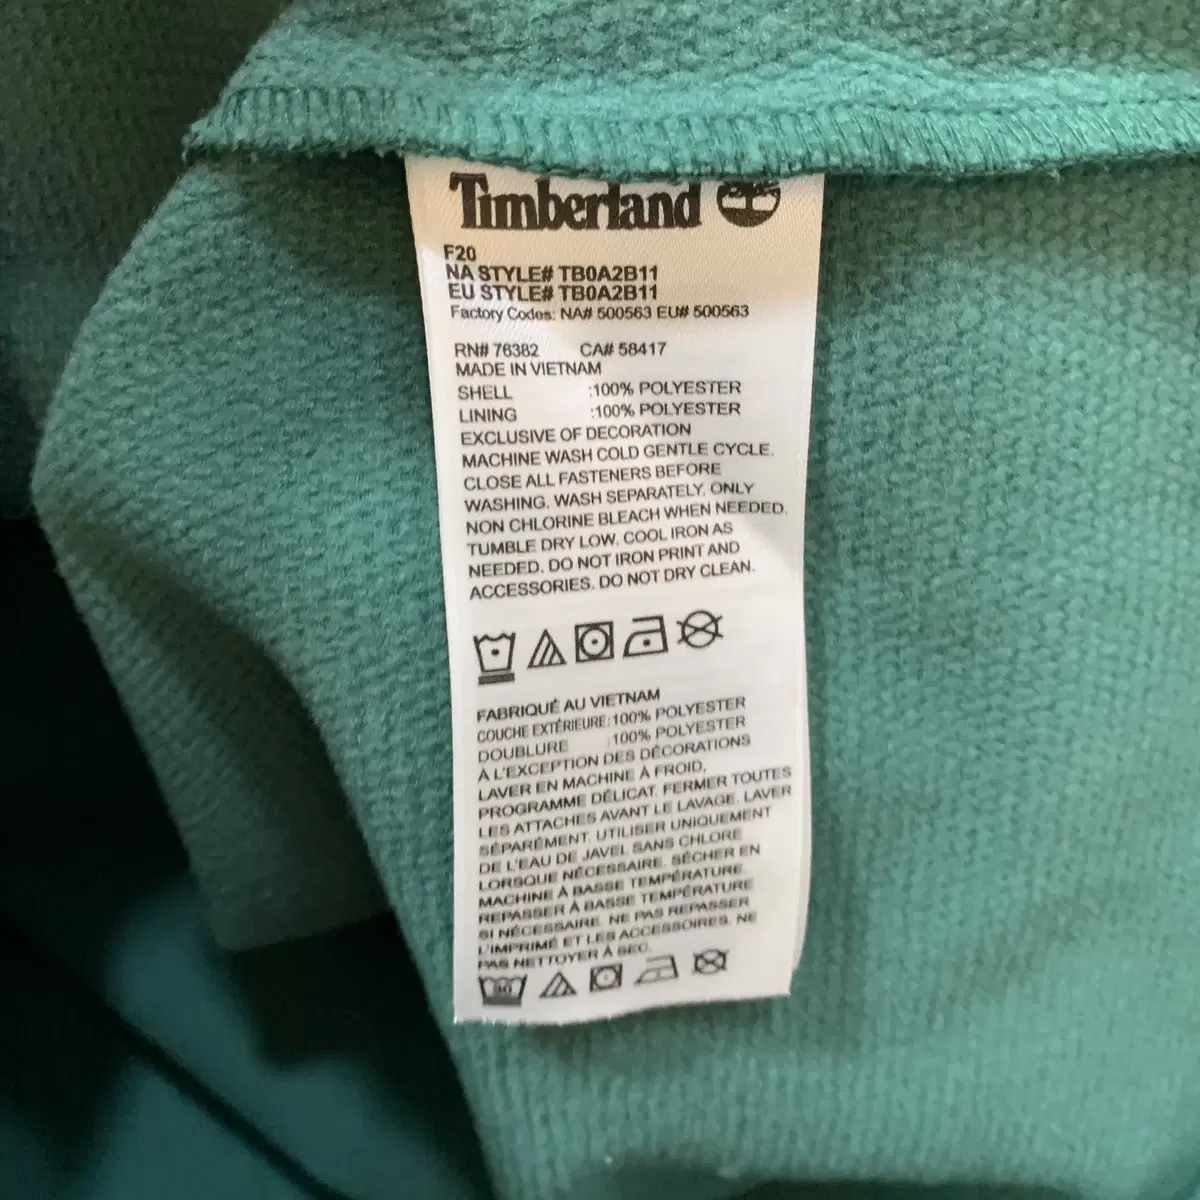 Timberland
F20
NA STYLE# TB0A2B11
EU STYLE# TB0A2B11
Factory Codes: NA# 500563 EU# 500563
RN# 76382 CA# 58417
MADE IN VIETNAM
SHELL :100% POLYESTER
LINING :100% POLYESTER
EXCLUSIVE OF DECORATION
MACHINE WASH COLD GENTLE CYCLE.
CLOSE ALL FASTENERS BEFORE
WASHING. WASH SEPARATELY. ONLY
NON CHLORINE BLEACH WHEN NEEDED.
TUMBLE DRY LOW. COOL IRON AS
NEEDED. DO NOT IRON PRINT AND
ACCESSORIES. DO NOT DRY CLEAN.
FABRIQUÉ AU VIETNAM
COUCHE EXTÉRIEURE:100% POLYESTER
DOUBLURE :100% POLYESTER
À L'EXCEPTION DES DÉCORATIONS
LAVER EN MACHINE À FROID,
PROGRAMME DÉLICAT. FERMER TOUTES
LES ATTACHES AVANT LE LAVAGE. LAVER
SÉPARÉMENT. UTILISER UNIQUEMENT
DE L'EAU DE JAVEL SANS CHLORE
LORSQUE NÉCESSAIRE. SÉCHER EN
MACHINE À BASSE TEMPÉRATURE.
REPASSER À BASSE TEMPÉRATURE
SI NÉCESSAIRE. NE PAS REPASSER
L'IMPRIMÉ ET LES ACCESSOIRES. NE
PAS NETTOYER À SEC.
30